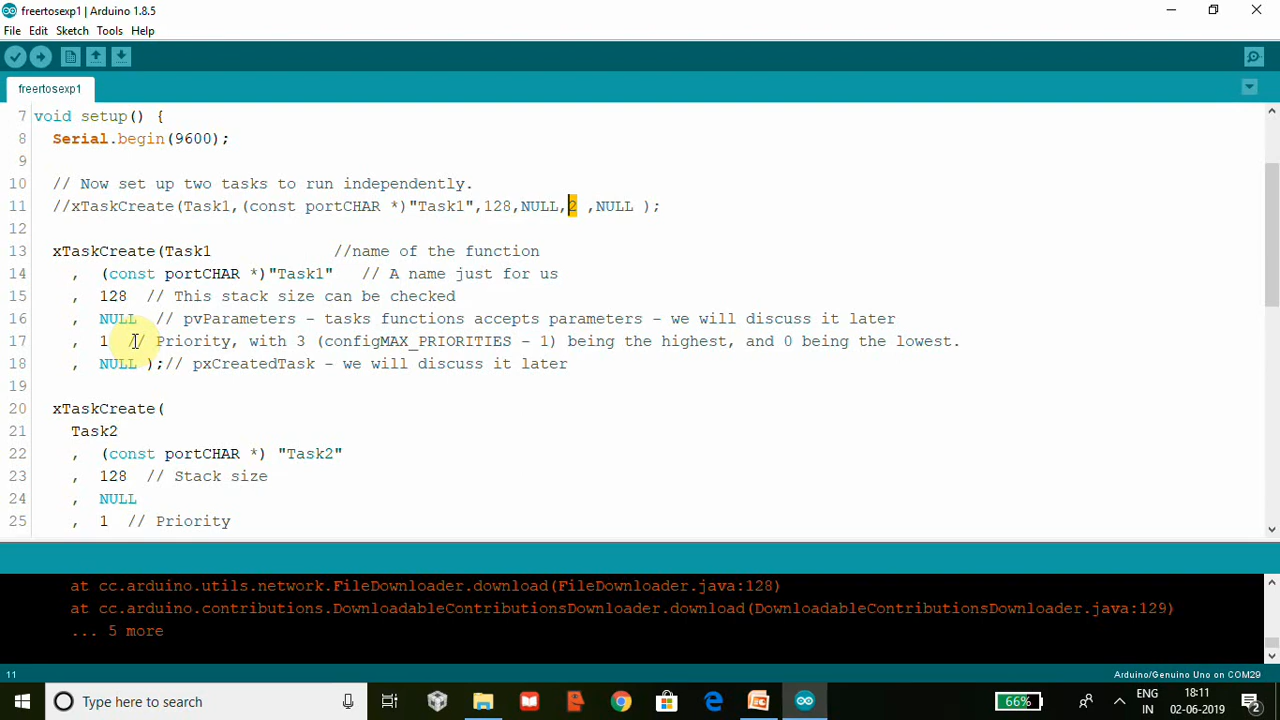 freertosexp1 | Arduino 1.8.5
File Edit Sketch Tools Help
freertosexp1
7 void setup() {
8 Serial.begin(9600);
9
10 // Now set up two tasks to run independently.
11 //xTaskCreate(Task1,(const portCHAR *)"Task1",128,NULL,2 ,NULL );
12
13 xTaskCreate(Task1 //name of the function
14 , (const portCHAR *)"Task1" // A name just for us
15 , 128 // This stack size can be checked
16 , NULL // pvParameters - tasks functions accepts parameters - we will discuss it later
17 , 1 // Priority, with 3 (configMAX_PRIORITIES - 1) being the highest, and 0 being the lowest.
18 , NULL );// pxCreatedTask - we will discuss it later
19
20 xTaskCreate(
21 Task2
22 , (const portCHAR *) "Task2"
23 , 128 // Stack size
24 , NULL
25 , 1 // Priority
at cc.arduino.utils.network.FileDownloader.download(FileDownloader.java:128)
at cc.arduino.contributions.DownloadableContributionsDownloader.download(DownloadableContributionsDownloader.java:129)
... 5 more
11 Arduino/Genuino Uno on COM29
Type here to search
66%
ENG
IN
18:11
02-06-2019
2